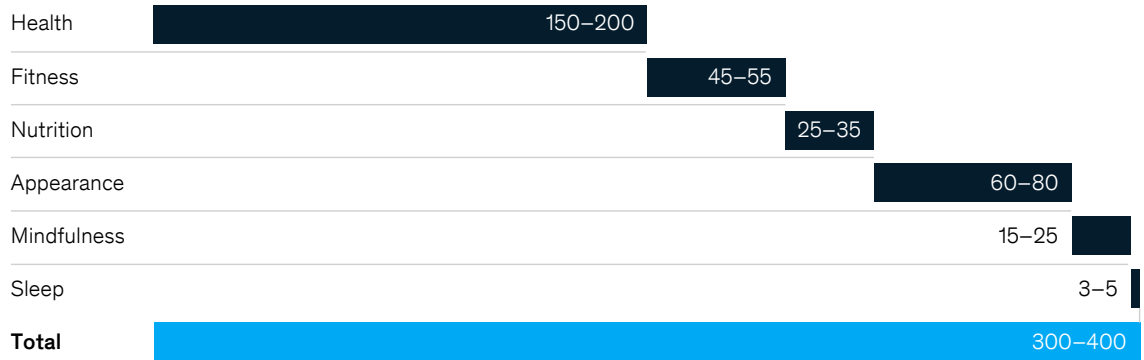 Health 150–200
Fitness 45–55
Nutrition 25–35
Appearance 60–80
Mindfulness 15–25
Sleep 3–5
Total 300–400